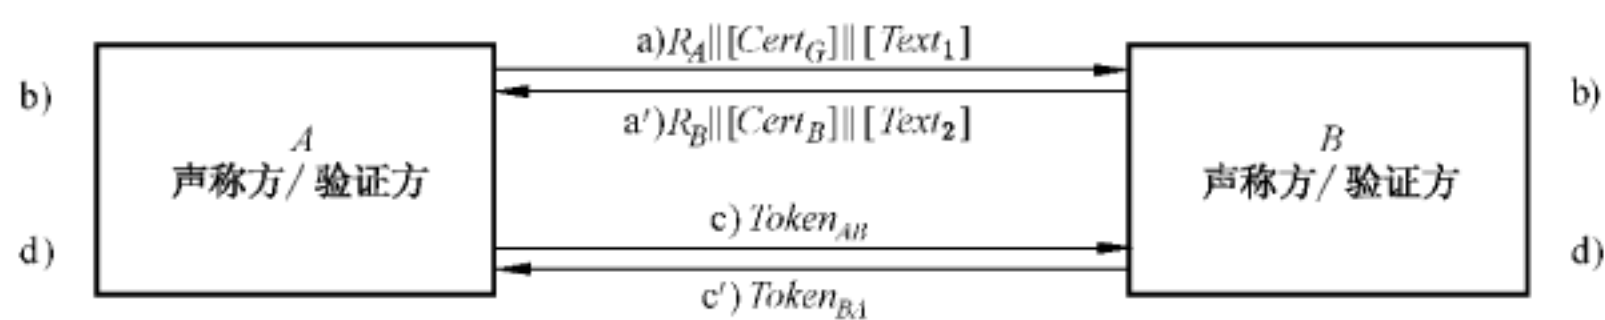 a)R_A||[Cert_G]||[Text_1]
b)
b)
a′)R_B||[Cert_B]||[Text_2]
A
声称方/验证方
B
声称方/验证方
c) Token_AB
d)
d)
c′) Token_BA